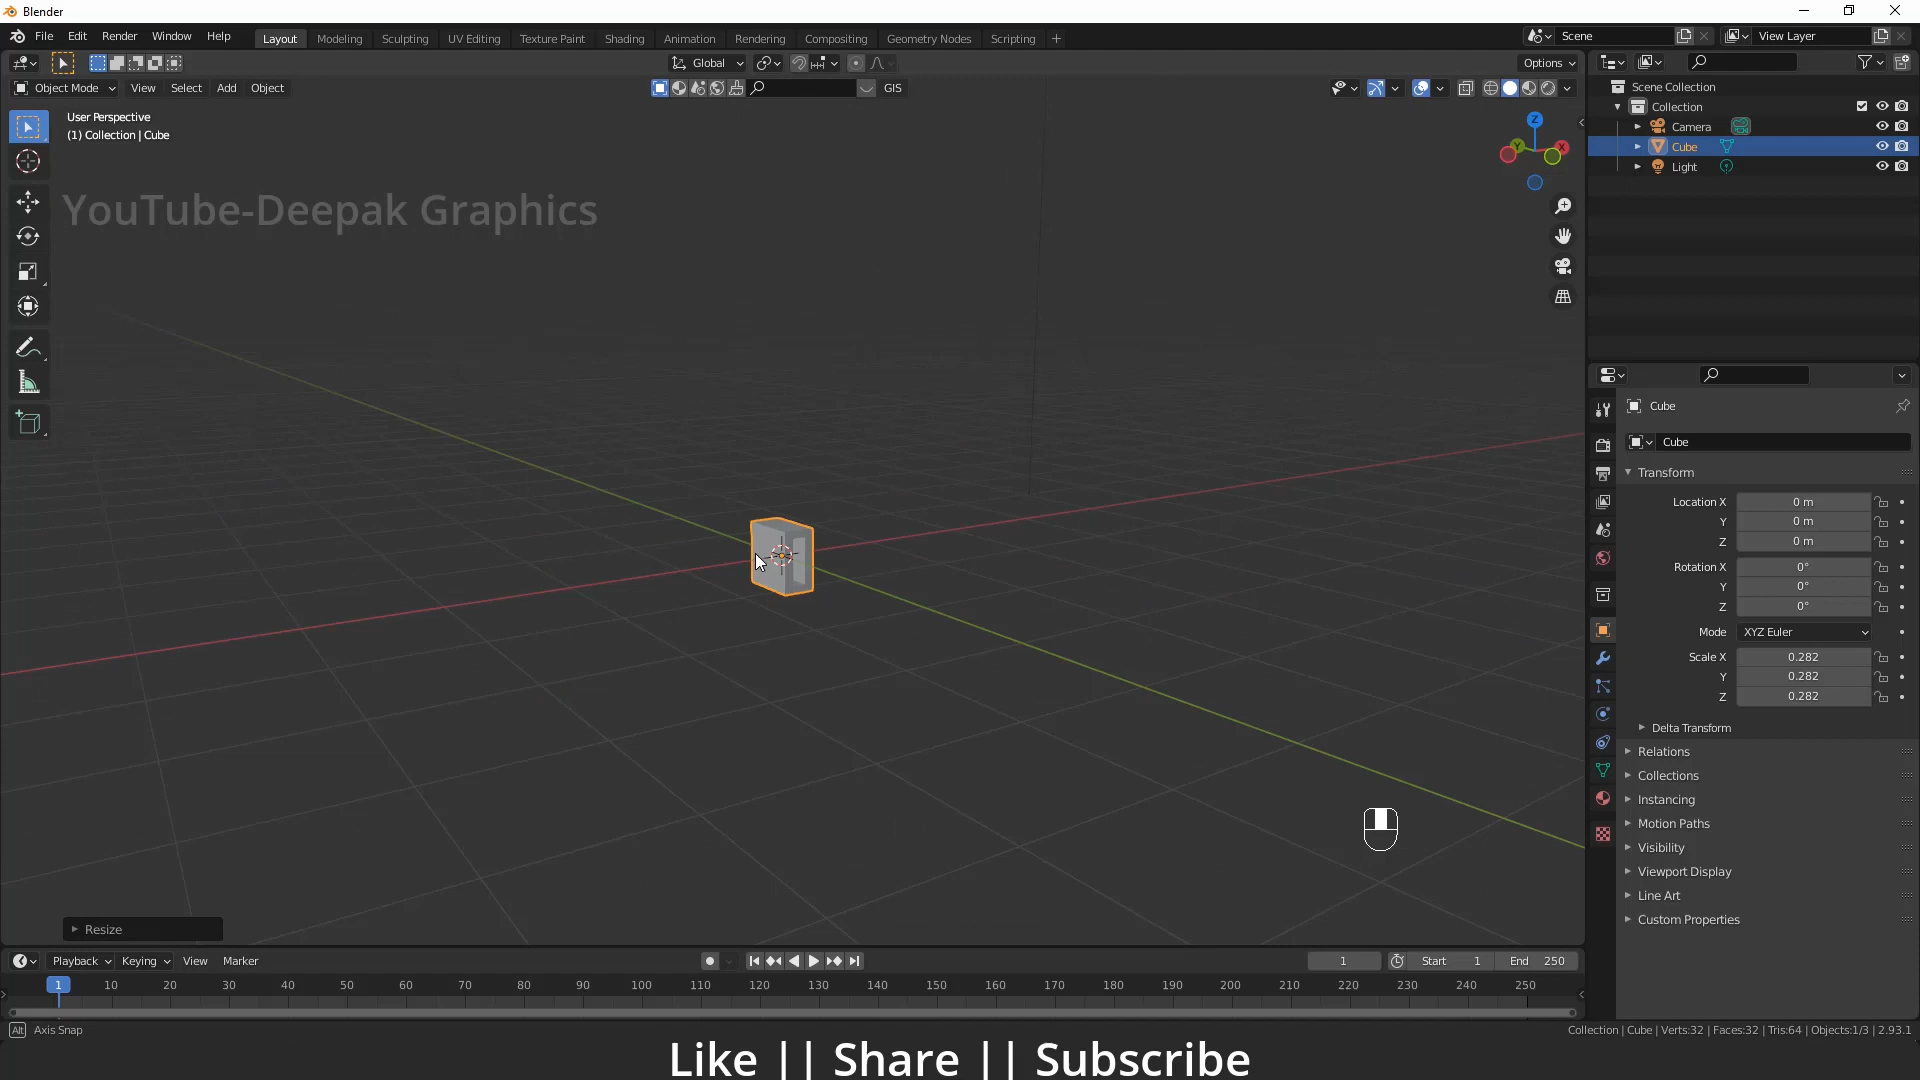 Blender
File Edit Render Window Help
Layout Modeling Sculpting UV Editing Texture Paint Shading Animation Rendering Compositing Geometry Nodes Scripting +
Scene
View Layer
Global
Options
Object Mode View Select Add Object
GIS
User Perspective
(1) Collection | Cube
YouTube-Deepak Graphics
Z
Y
X
Scene Collection
Collection
Camera
Cube
Light
Cube
Cube
Transform
Location X 0 m
Y 0 m
Z 0 m
Rotation X 0°
Y 0°
Z 0°
Mode XYZ Euler
Scale X 0.282
Y 0.282
Z 0.282
Delta Transform
Relations
Collections
Instancing
Motion Paths
Visibility
Viewport Display
Line Art
Custom Properties
Resize
Playback Keying View Marker
1
Start 1
End 250
1 10 20 30 40 50 60 70 80 90 100 110 120 130 140 150 160 170 180 190 200 210 220 230 240 250
Alt Axis Snap
Collection | Cube | Verts:32 | Faces:32 | Tris:64 | Objects:1/3 | 2.93.1
Like || Share || Subscribe